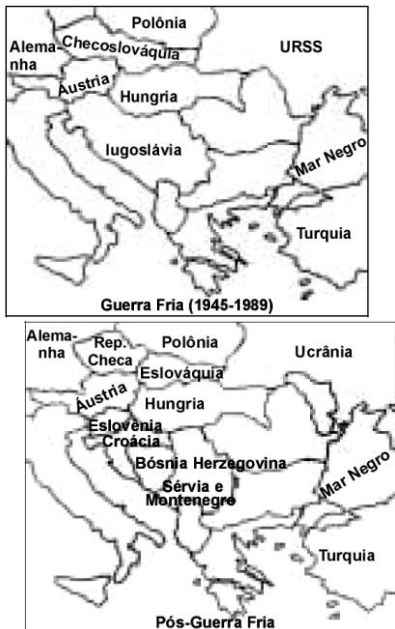 Polônia
Checoslováquia
Alema-
nha
URSS
Áustria
Hungria
Iugoslávia
Mar Negro
Turquia
Guerra Fria (1945-1989)
Alema-
nha
Rep.
Checa
Polônia
Ucrânia
Eslováquia
Áustria
Hungria
Eslovênia
Croácia
Bósnia Herzegovina
Sérvia e
Montenegro
Mar Negro
Turquia
Pós-Guerra Fria